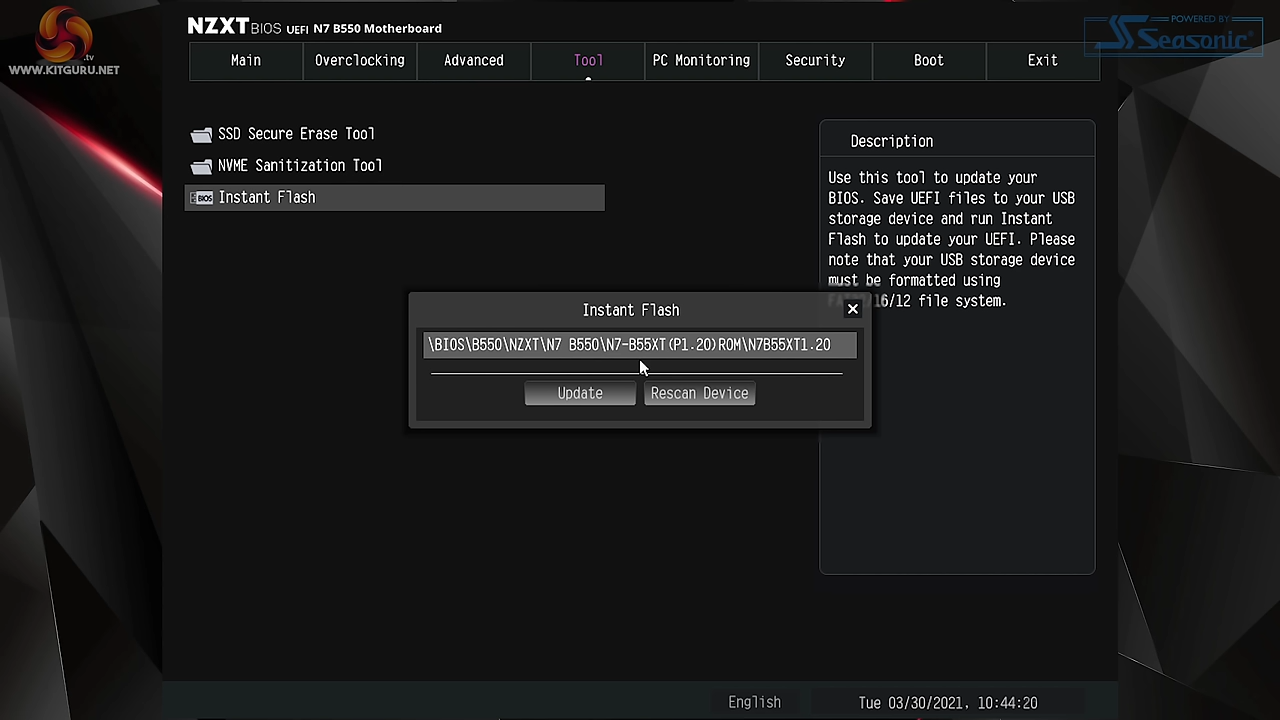 NZXT BIOS UEFI N7 B550 Motherboard
.tv
WWW.KITGURU.NET
POWERED BY
Seasonic®
Main Overclocking Advanced Tool PC Monitoring Security Boot Exit
SSD Secure Erase Tool
NVME Sanitization Tool
BIOS Instant Flash
Description
Use this tool to update your
BIOS. Save UEFI files to your USB
storage device and run Instant
Flash to update your UEFI. Please
note that your USB storage device
must be formatted using
/16/12 file system.
Instant Flash
\BIOS\B550\NZXT\N7 B550\N7-B55XT(P1.20)ROM\N7B55XT1.20
Update Rescan Device
English Tue 03/30/2021, 10:44:20